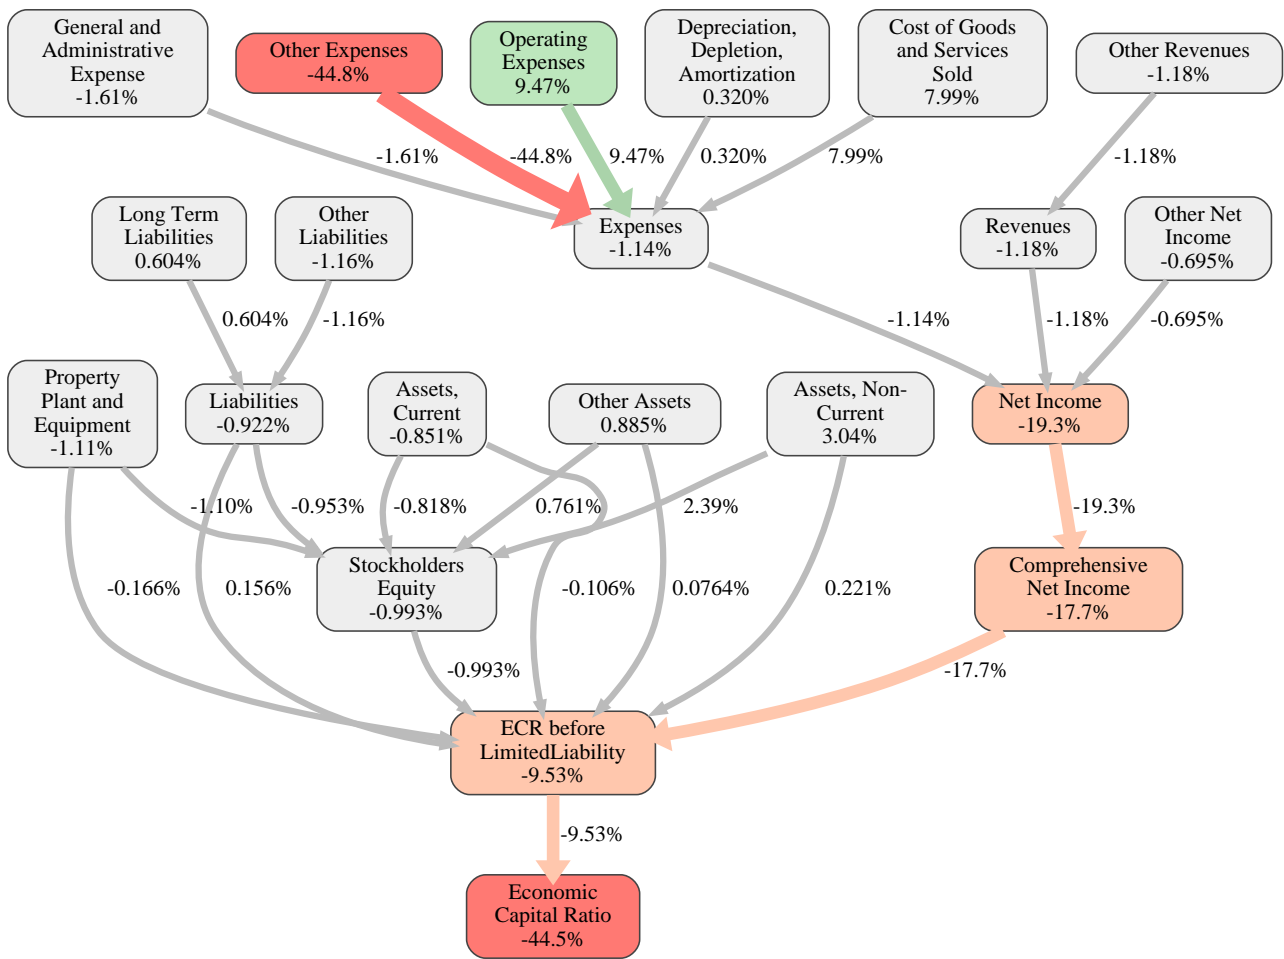 General and
Administrative
Expense
-1.61%
Other Expenses
-44.8%
Operating
Expenses
9.47%
Depreciation,
Depletion,
Amortization
0.320%
Cost of Goods
and Services
Sold
7.99%
Other Revenues
-1.18%
-1.61%
-44.8%
9.47%
0.320%
7.99%
-1.18%
Long Term
Liabilities
0.604%
Other
Liabilities
-1.16%
Expenses
-1.14%
Revenues
-1.18%
Other Net
Income
-0.695%
0.604%
-1.16%
-1.14%
-1.18%
-0.695%
Property
Plant and
Equipment
-1.11%
Liabilities
-0.922%
Assets,
Current
-0.851%
Other Assets
0.885%
Assets, Non-
Current
3.04%
Net Income
-19.3%
-1.10%
-0.953%
-0.818%
0.761%
2.39%
-19.3%
Stockholders
Equity
-0.993%
Comprehensive
Net Income
-17.7%
-0.166%
0.156%
-0.106%
0.0764%
0.221%
-0.993%
-17.7%
ECR before
LimitedLiability
-9.53%
-9.53%
Economic
Capital Ratio
-44.5%